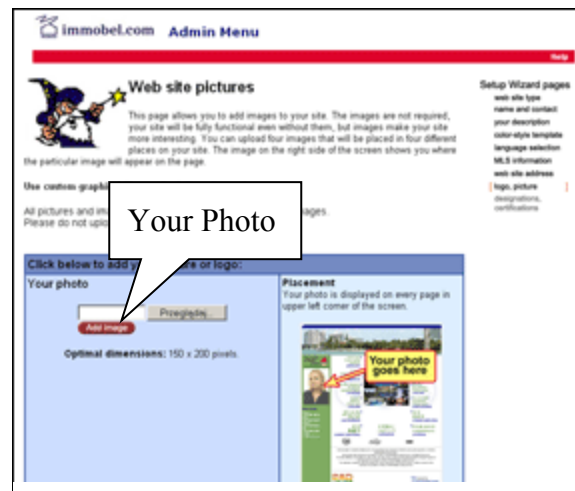 immobel.com Admin Menu
Help
Web site pictures
This page allows you to add images to your site. The images are not required,
your site will be fully functional even without them, but images make your site
more interesting. You can upload four images that will be placed in four different
places on your site. The image on the right side of the screen shows you where
the particular image will appear on the page.
Setup Wizard pages
web site type
name and contact
your description
color-style template
language selection
MLS information
web site address
logo, picture
designations,
certifications
Use custom graphi
All pictures and im ages.
Please do not uplo
Your Photo
Click below to add y re or logo:
Your photo
Przeglądaj...
Add image
Optimal dimensions: 150 x 200 pixels.
Placement
Your photo is displayed on every page in
upper left corner of the screen.
Your photo
goes here